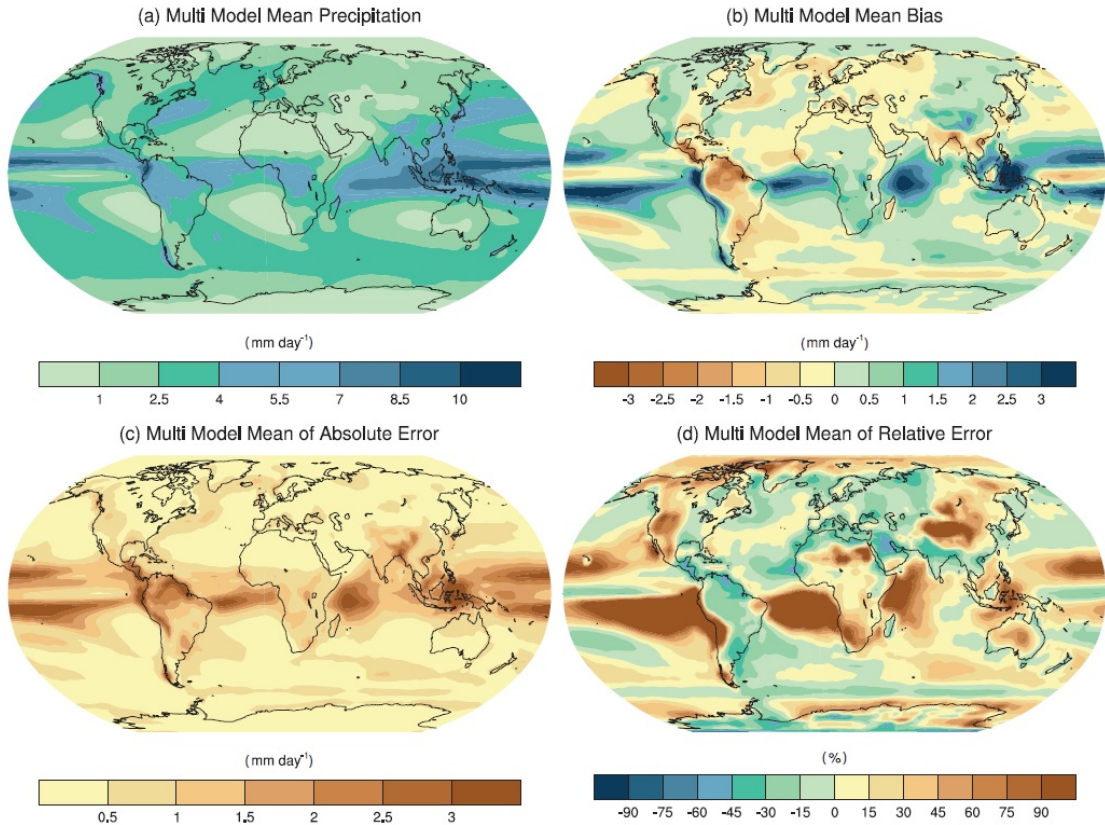 (a) Multi Model Mean Precipitation
(b) Multi Model Mean Bias
(mm day⁻¹)
1 2.5 4 5.5 7 8.5 10
(mm day⁻¹)
-3 -2.5 -2 -1.5 -1 -0.5 0 0.5 1 1.5 2 2.5 3
(c) Multi Model Mean of Absolute Error
(d) Multi Model Mean of Relative Error
(mm day⁻¹)
0.5 1 1.5 2 2.5 3
(%)
-90 -75 -60 -45 -30 -15 0 15 30 45 60 75 90